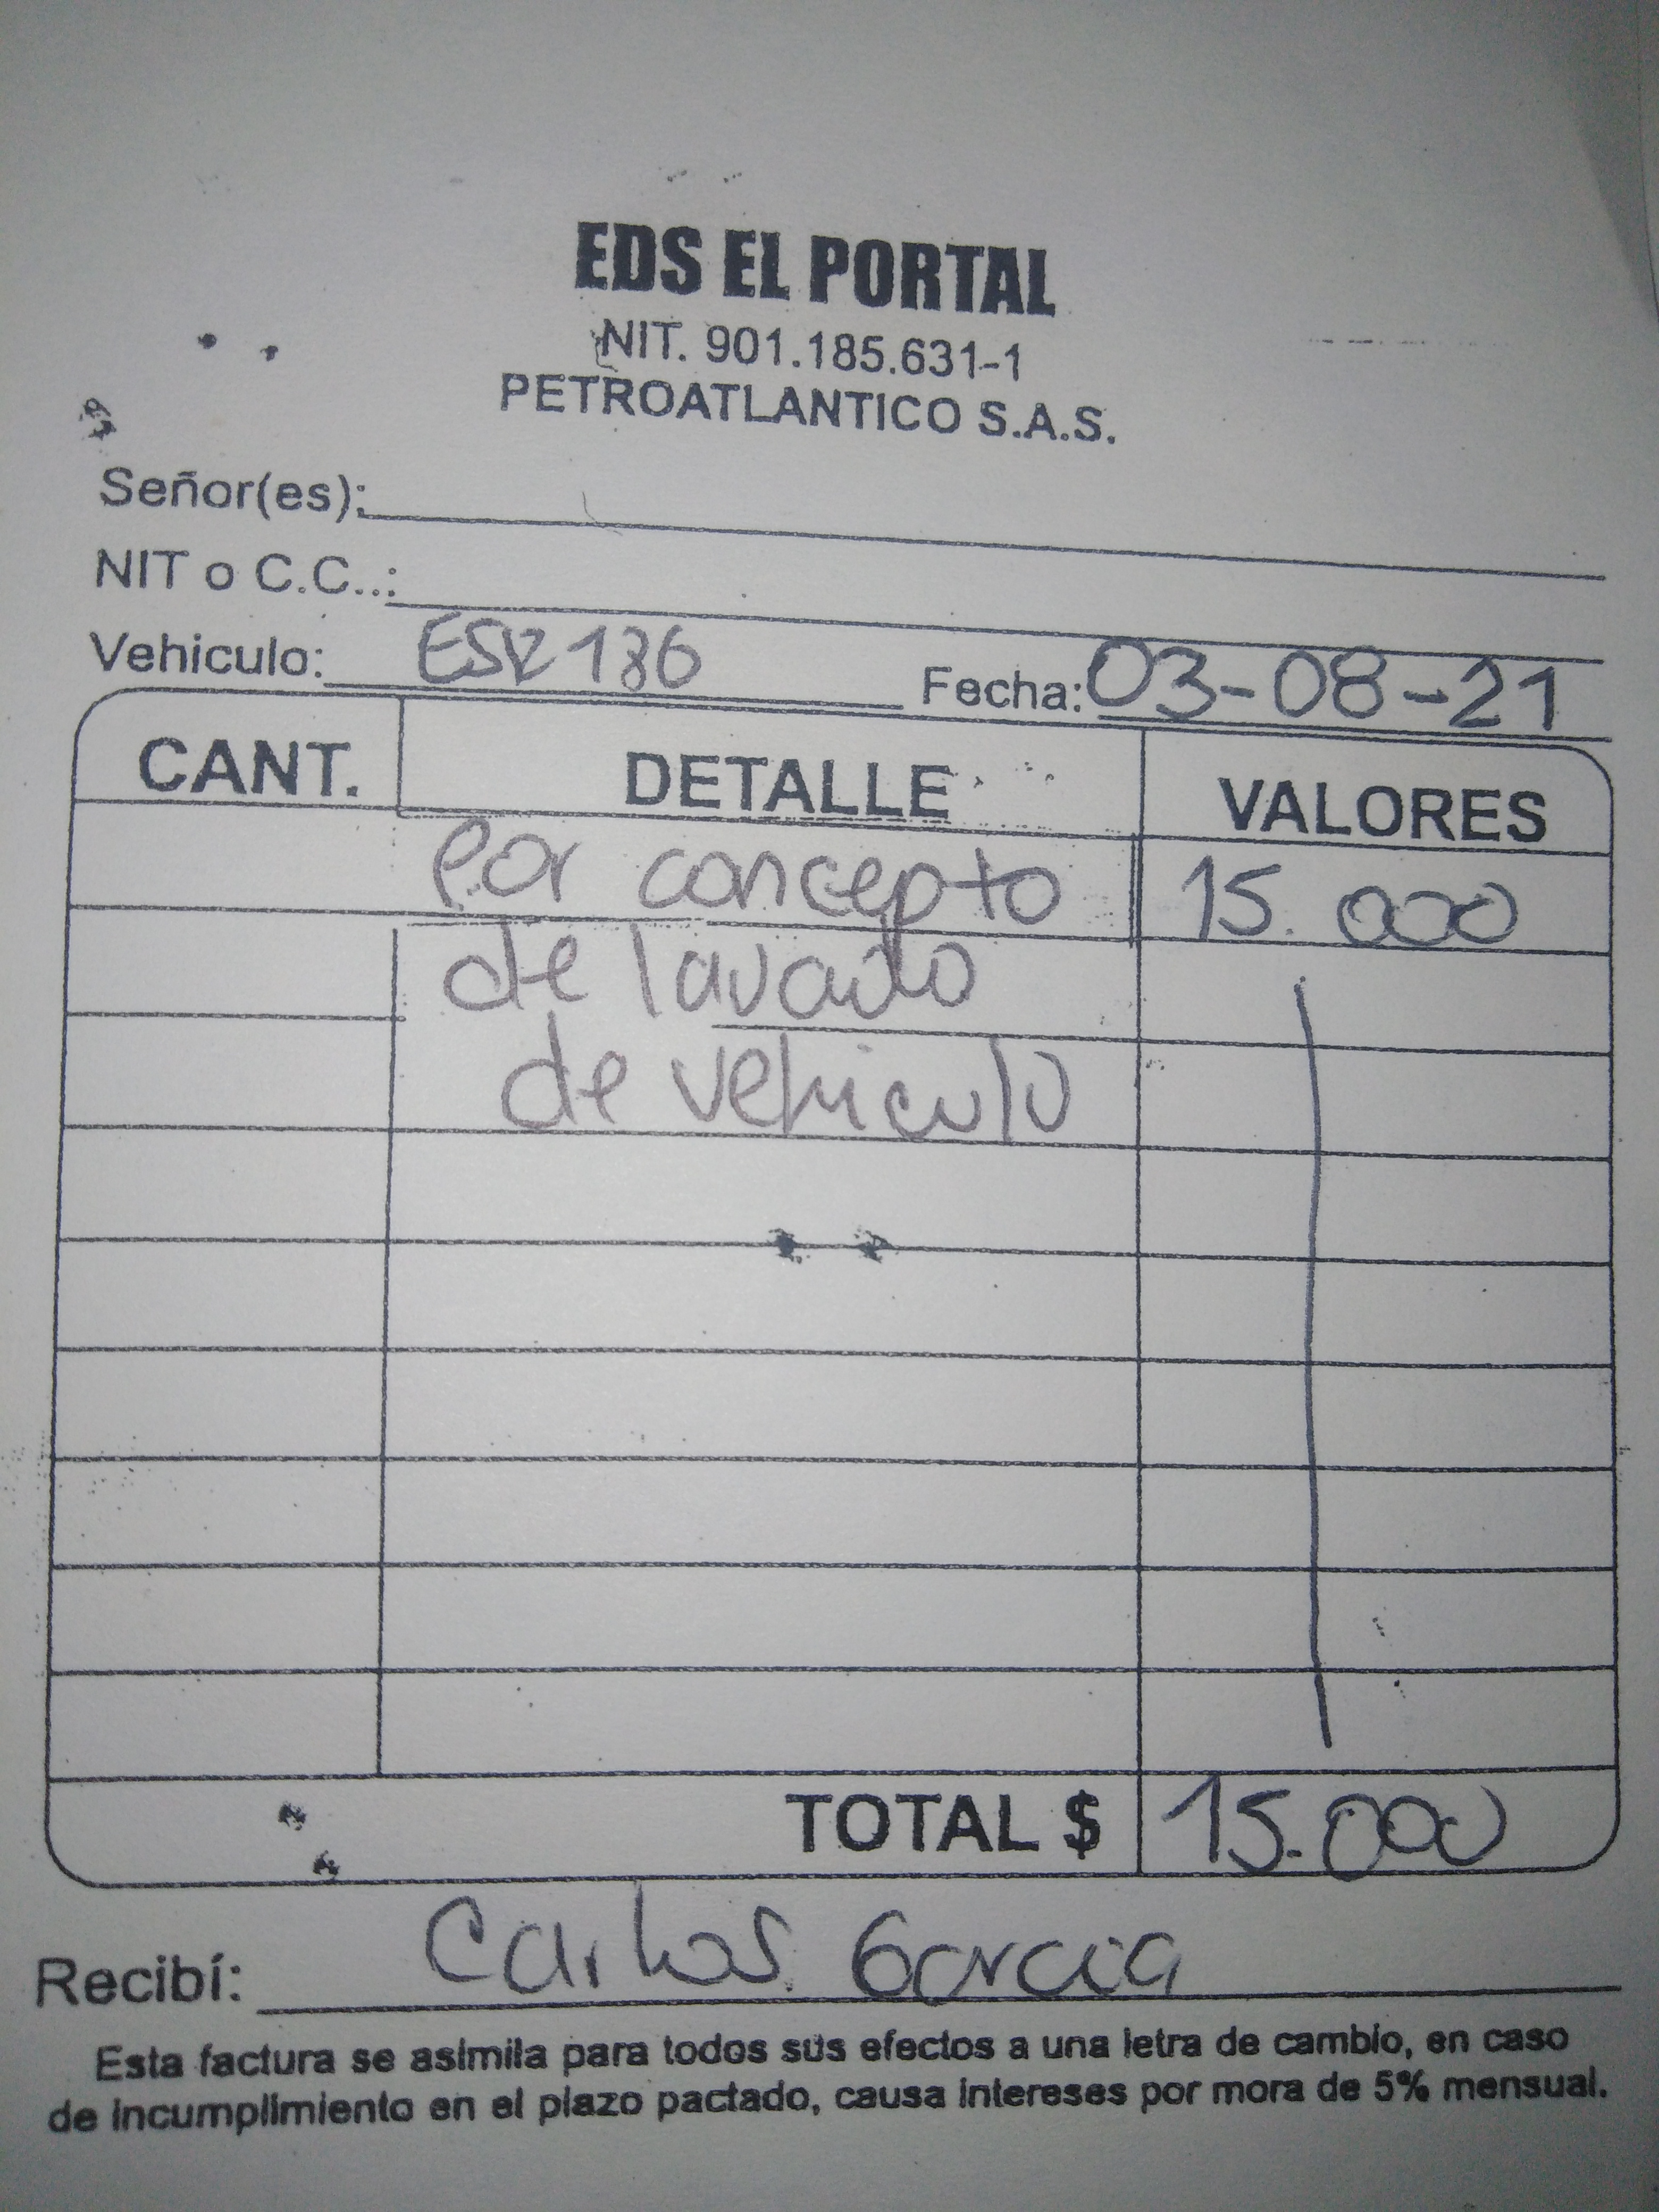 EDS EL PORTAL
NIT. 901.185.631-1
PETROATLANTICO S.A.S.
Señor(es):
NIT o C.C..:
Vehiculo: Fecha: 03-08-21
CANT. DETALLE VALORES
Por concepto 15.000
de lavado
de vehiculo
TOTAL $ 15.000
Recibí: Carlos Garcia
Esta factura se asimila para todos sus efectos a una letra de cambio, en caso
de incumplimiento en el plazo pactado, causa intereses por mora de 5% mensual.